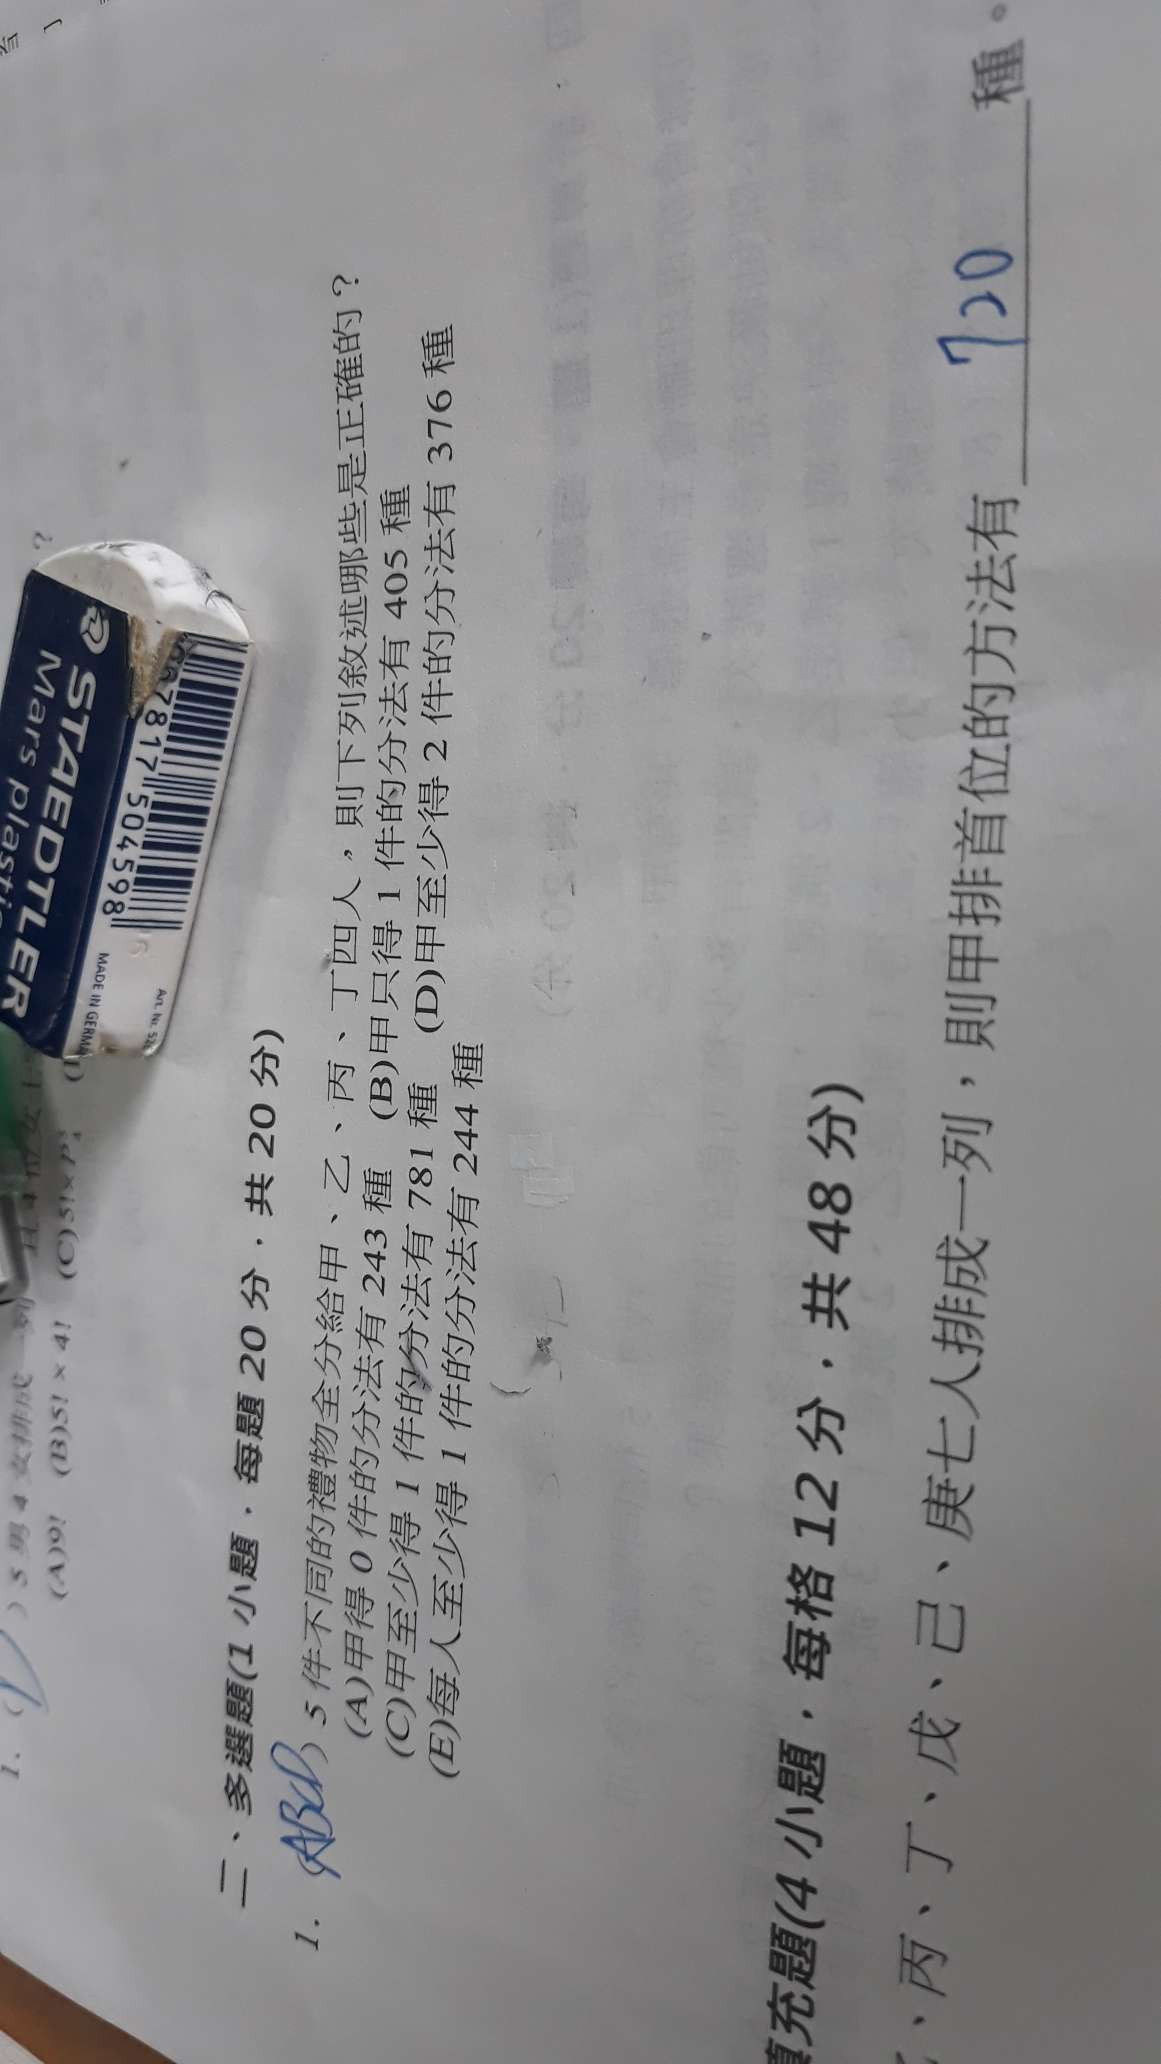 1.
) 5 男 4 女排成一列
(A)9! (B)5! × 4! (C)5!×P
?
STAEDTLER
Mars plastic
MADE IN GERMA
Art. Nr. 52
7817 504598
二、多選題(1 小題，每題 20 分，共 20 分)
1. (ABCD) 5 件不同的禮物全分給甲、乙、丙、丁四人，則下列敘述哪些是正確的？
(A)甲得 0 件的分法有 243 種 (B)甲只得 1 件的分法有 405 種
(C)甲至少得 1 件的分法有 781 種 (D)甲至少得 2 件的分法有 376 種
(E)每人至少得 1 件的分法有 244 種
填充題(4 小題，每格 12 分，共 48 分)
、丙、丁、戊、己、庚七人排成一列，則甲排首位的方法有 720 種。